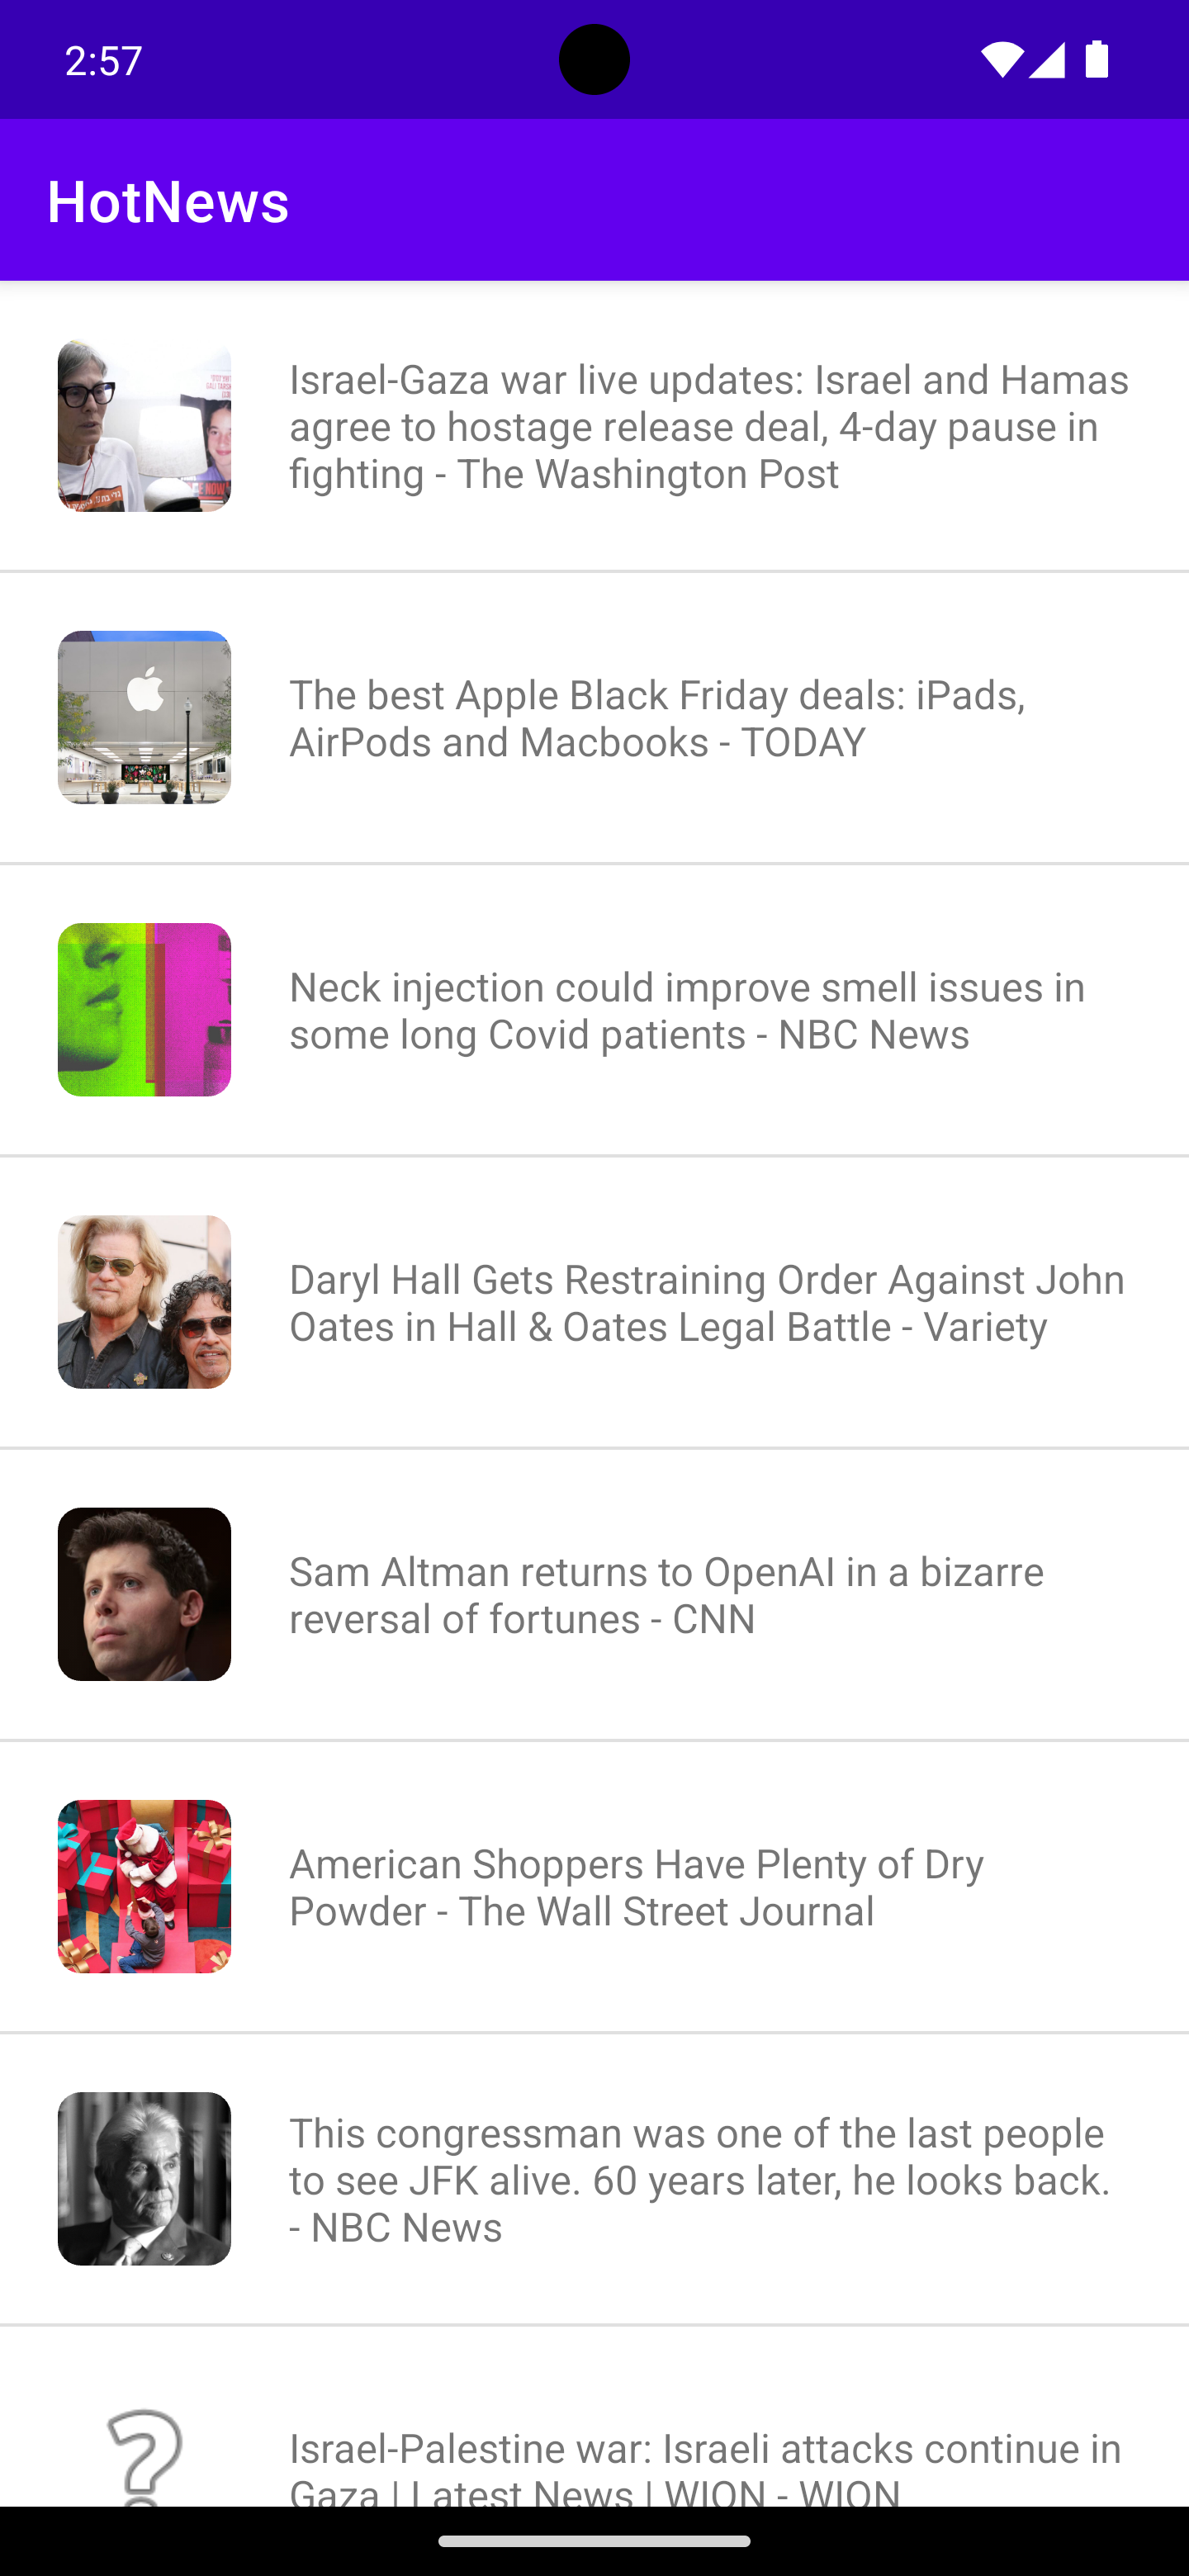 2:57
HotNews
Israel-Gaza war live updates: Israel and Hamas
agree to hostage release deal, 4-day pause in
fighting - The Washington Post
The best Apple Black Friday deals: iPads,
AirPods and Macbooks - TODAY
Neck injection could improve smell issues in
some long Covid patients - NBC News
Daryl Hall Gets Restraining Order Against John
Oates in Hall & Oates Legal Battle - Variety
Sam Altman returns to OpenAI in a bizarre
reversal of fortunes - CNN
American Shoppers Have Plenty of Dry
Powder - The Wall Street Journal
This congressman was one of the last people
to see JFK alive. 60 years later, he looks back.
- NBC News
Israel-Palestine war: Israeli attacks continue in
Gaza | Latest News | WION - WION